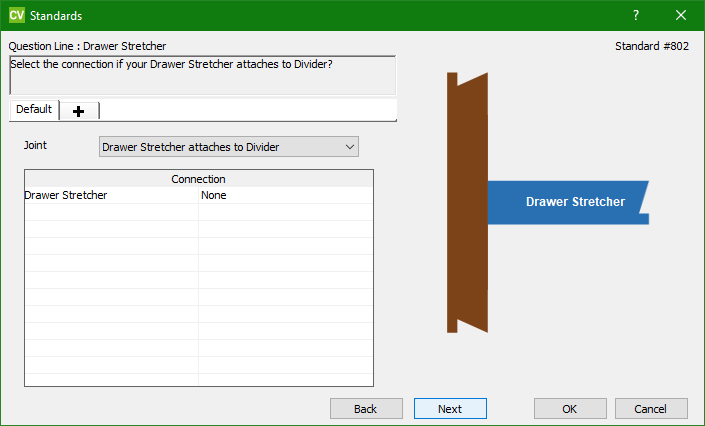 CV Standards
?
Question Line : Drawer Stretcher
Standard #802
Select the connection if your Drawer Stretcher attaches to Divider?
Default
Joint
Drawer Stretcher attaches to Divider
Connection
Drawer Stretcher None
Drawer Stretcher
Back Next OK Cancel